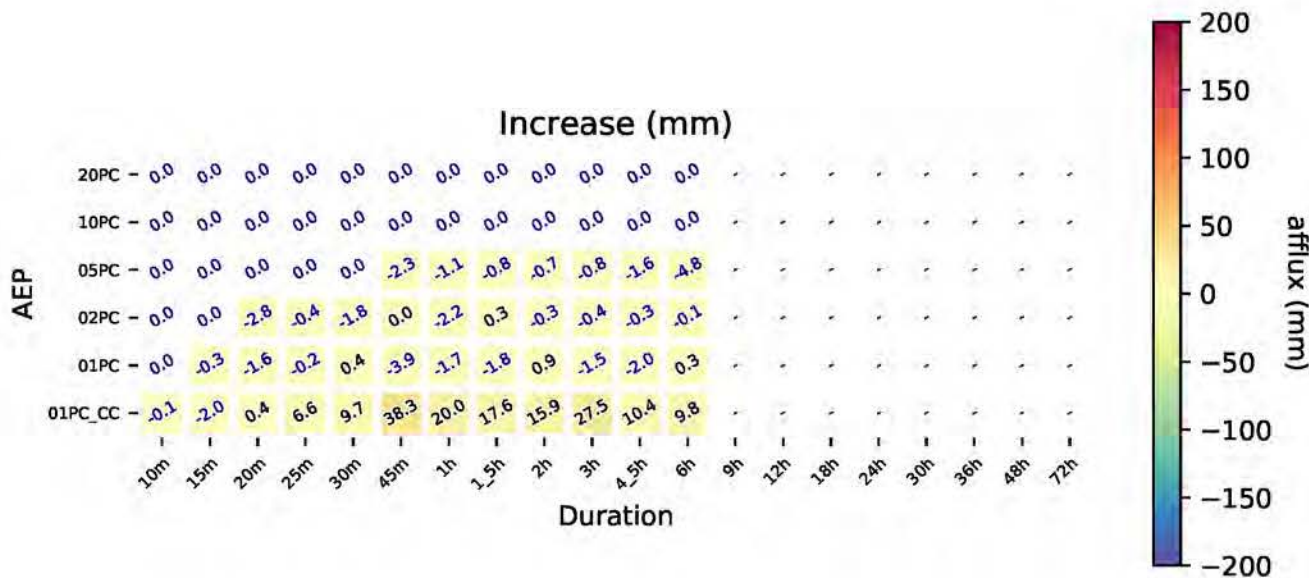 Increase (mm)
20PC 0.0 0.0 0.0 0.0 0.0 0.0 0.0 0.0 0.0 0.0 0.0 0.0 - - - - - - - -
10PC 0.0 0.0 0.0 0.0 0.0 0.0 0.0 0.0 0.0 0.0 0.0 0.0 - - - - - - - -
05PC 0.0 0.0 0.0 0.0 0.0 -2.3 -1.1 -0.8 -0.7 -0.8 -1.6 -4.8 - - - - - - - -
02PC 0.0 0.0 -2.8 -0.4 -1.8 0.0 -2.2 0.3 -0.3 -0.4 -0.3 -0.1 - - - - - - - -
01PC 0.0 -0.3 -1.6 -0.2 0.4 -3.9 -1.7 -1.8 0.9 -1.5 -2.0 0.3 - - - - - - - -
01PC_CC -0.1 -2.0 0.4 6.6 9.7 38.3 20.0 17.6 15.9 27.5 10.4 9.8 - - - - - - - -
10m 15m 20m 25m 30m 45m 1h 1_5h 2h 3h 4_5h 6h 9h 12h 18h 24h 30h 36h 48h 72h
Duration
AEP
200
150
100
50
0
−50
−100
−150
−200
afflux (mm)